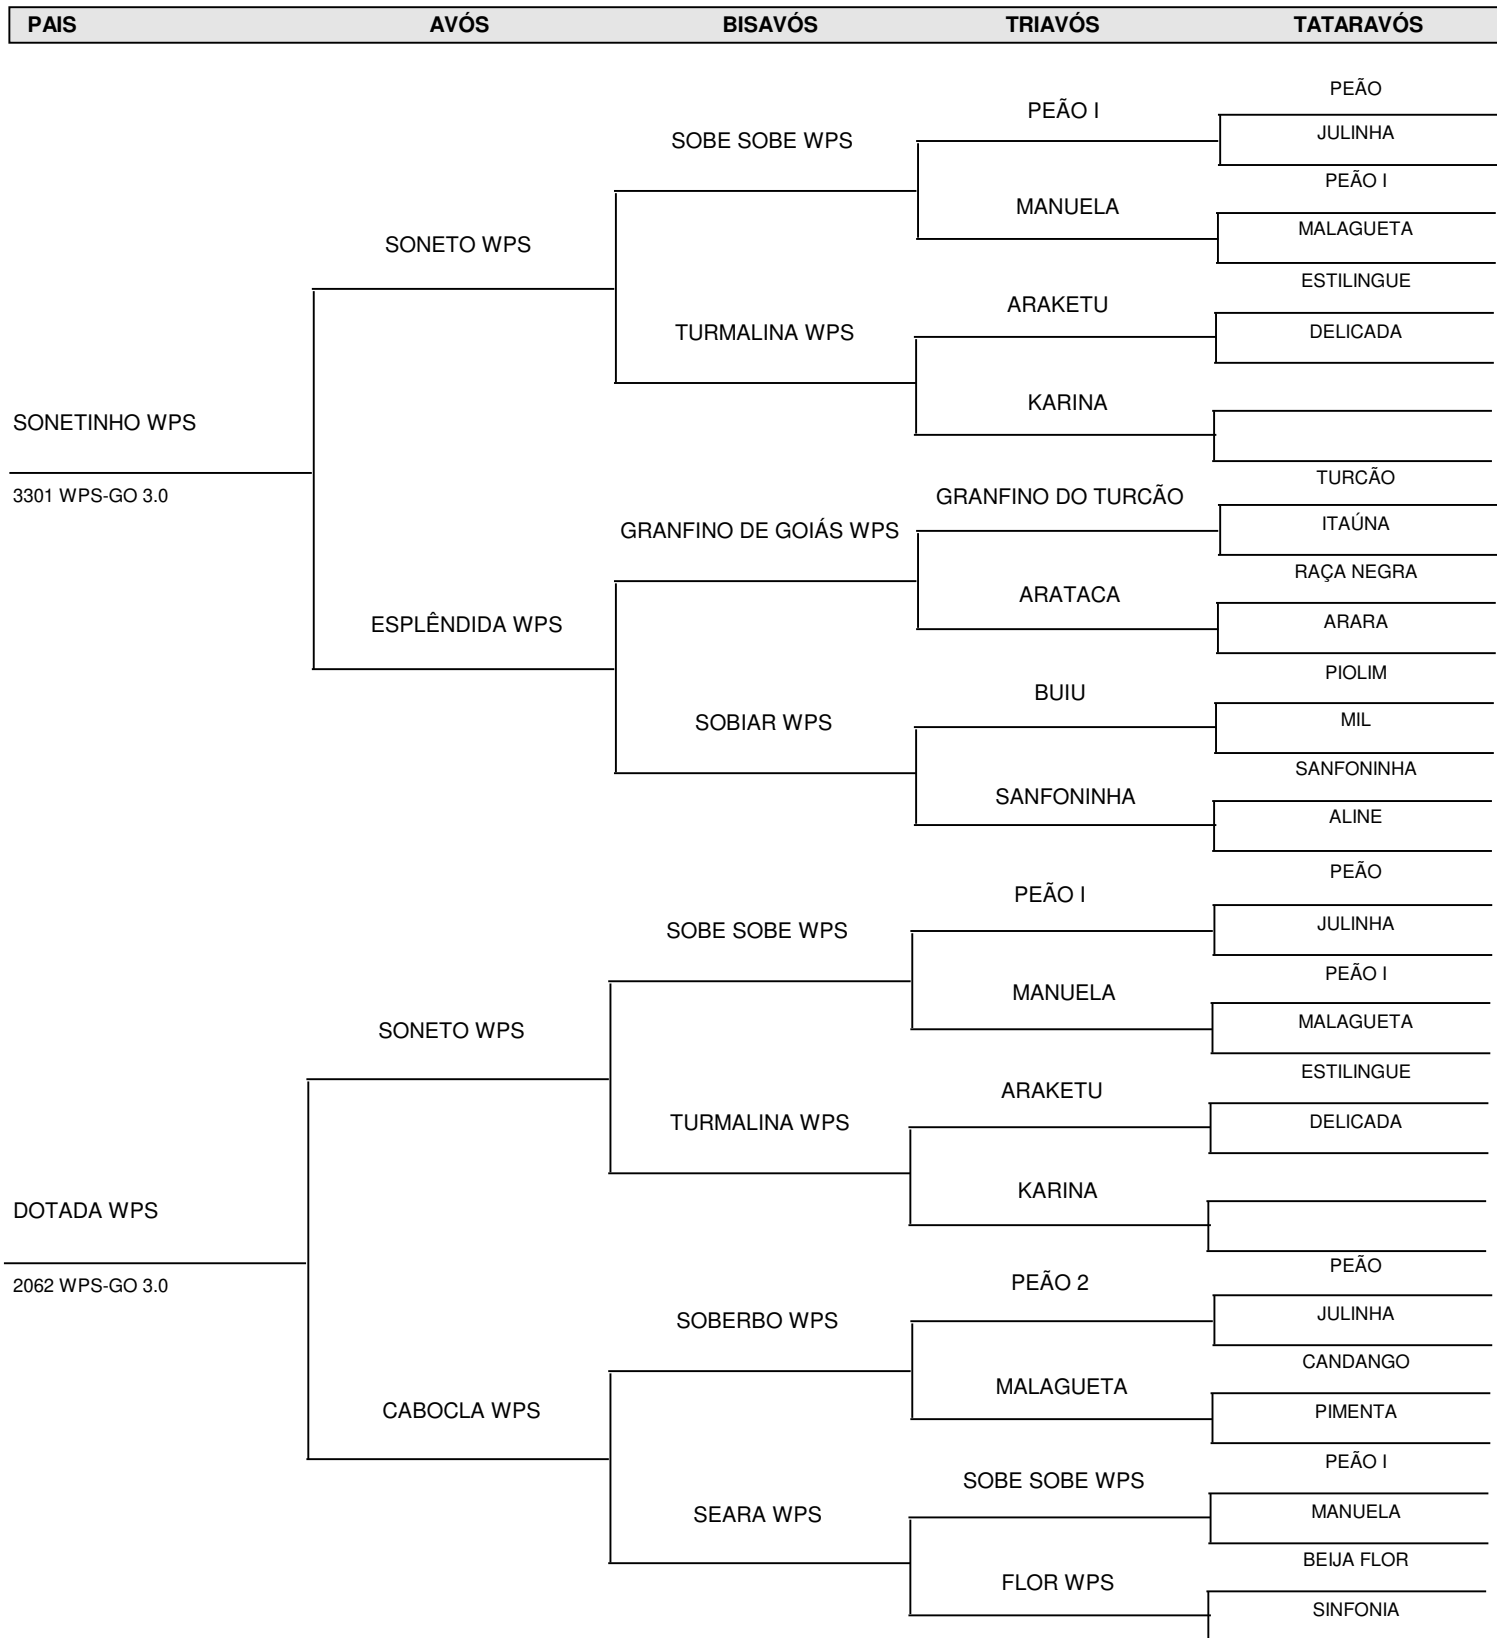 PAIS AVÓS BISAVÓS TRIAVÓS TATARAVÓS
PEÃO
PEÃO I
JULINHA
SOBE SOBE WPS
PEÃO I
MANUELA
MALAGUETA
SONETO WPS
ESTILINGUE
ARAKETU
DELICADA
TURMALINA WPS
KARINA
SONETINHO WPS
TURCÃO
3301 WPS-GO 3.0
GRANFINO DO TURCÃO
ITAÚNA
GRANFINO DE GOIÁS WPS
RAÇA NEGRA
ARATACA
ARARA
ESPLÊNDIDA WPS
PIOLIM
BUIU
MIL
SOBIAR WPS
SANFONINHA
SANFONINHA
ALINE
PEÃO
PEÃO I
JULINHA
SOBE SOBE WPS
PEÃO I
MANUELA
MALAGUETA
SONETO WPS
ESTILINGUE
ARAKETU
DELICADA
TURMALINA WPS
KARINA
DOTADA WPS
PEÃO
2062 WPS-GO 3.0
PEÃO 2
JULINHA
SOBERBO WPS
CANDANGO
MALAGUETA
PIMENTA
CABOCLA WPS
PEÃO I
SOBE SOBE WPS
MANUELA
SEARA WPS
BEIJA FLOR
FLOR WPS
SINFONIA